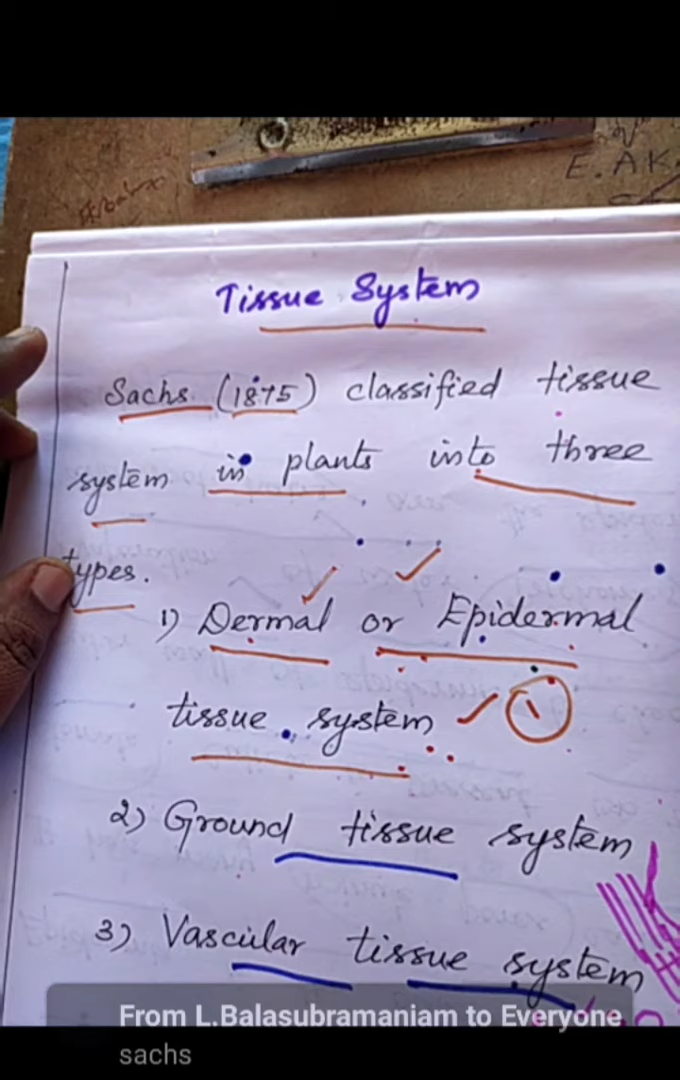 E. AK
Tissue System
Sachs (1875) classified tissue
system in plants into three
types.
1) Dermal or Epidermal
tissue system 1
2) Ground tissue system
3) Vascular tissue system
From L.Balasubramaniam to Everyone
sachs